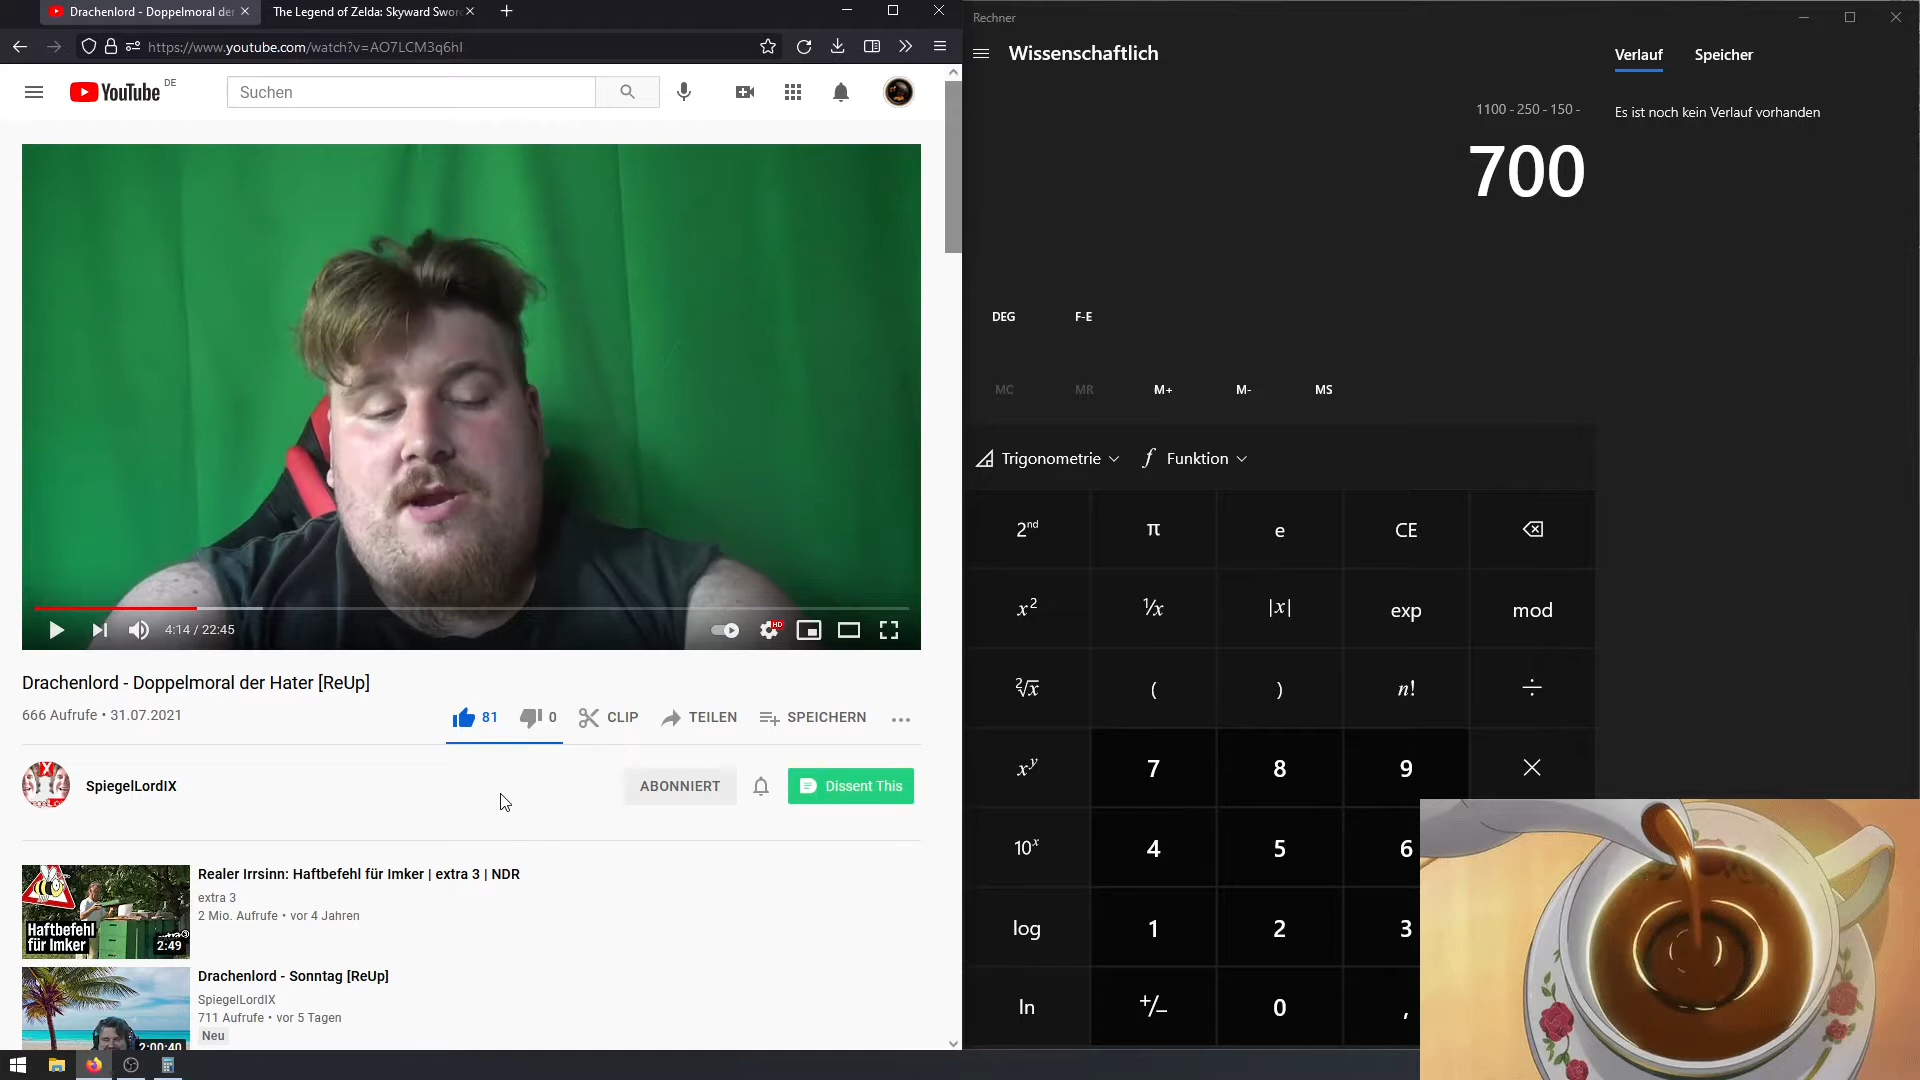 Drachenlord - Doppelmoral der
The Legend of Zelda: Skyward Swor
https://www.youtube.com/watch?v=AO7LCM3q6hI
YouTube DE
Suchen
HD
4:14 / 22:45
Drachenlord - Doppelmoral der Hater [ReUp]
666 Aufrufe • 31.07.2021
81
0
CLIP
TEILEN
SPEICHERN
SpiegelLordIX
ABONNIERT
Dissent This
Haftbefehl
für Imker
2:49
Realer Irrsinn: Haftbefehl für Imker | extra 3 | NDR
extra 3
2 Mio. Aufrufe • vor 4 Jahren
2:00:40
Drachenlord - Sonntag [ReUp]
SpiegelLordIX
711 Aufrufe • vor 5 Tagen
Neu
Rechner
Wissenschaftlich
Verlauf
Speicher
1100 - 250 - 150 -
Es ist noch kein Verlauf vorhanden
700
DEG
F-E
MC
MR
M+
M-
MS
Trigonometrie
f Funktion
2nd
π
e
CE
x²
¹/x
|x|
exp
mod
²√x
(
)
n!
÷
xʸ
7
8
9
×
10ˣ
4
5
6
log
1
2
3
ln
+/-
0
,